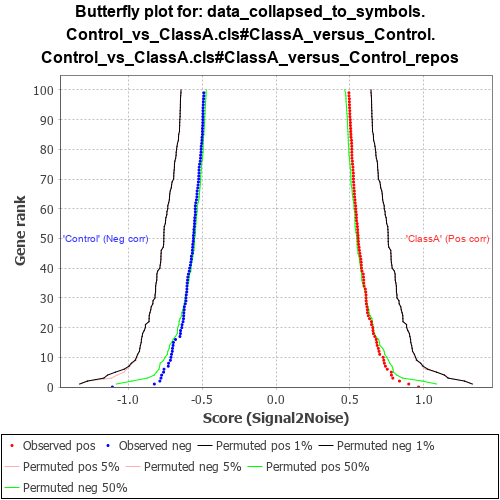 Butterfly plot for: data_collapsed_to_symbols.
Control_vs_ClassA.cls#ClassA_versus_Control.
Control_vs_ClassA.cls#ClassA_versus_Control_repos
100
90
80
70
60
50
40
30
20
10
0
Gene rank
'Control' (Neg corr)
'ClassA' (Pos corr)
-1.0 -0.5 0.0 0.5 1.0
Score (Signal2Noise)
Observed pos Observed neg Permuted pos 1% Permuted neg 1%
Permuted pos 5% Permuted neg 5% Permuted pos 50%
Permuted neg 50%